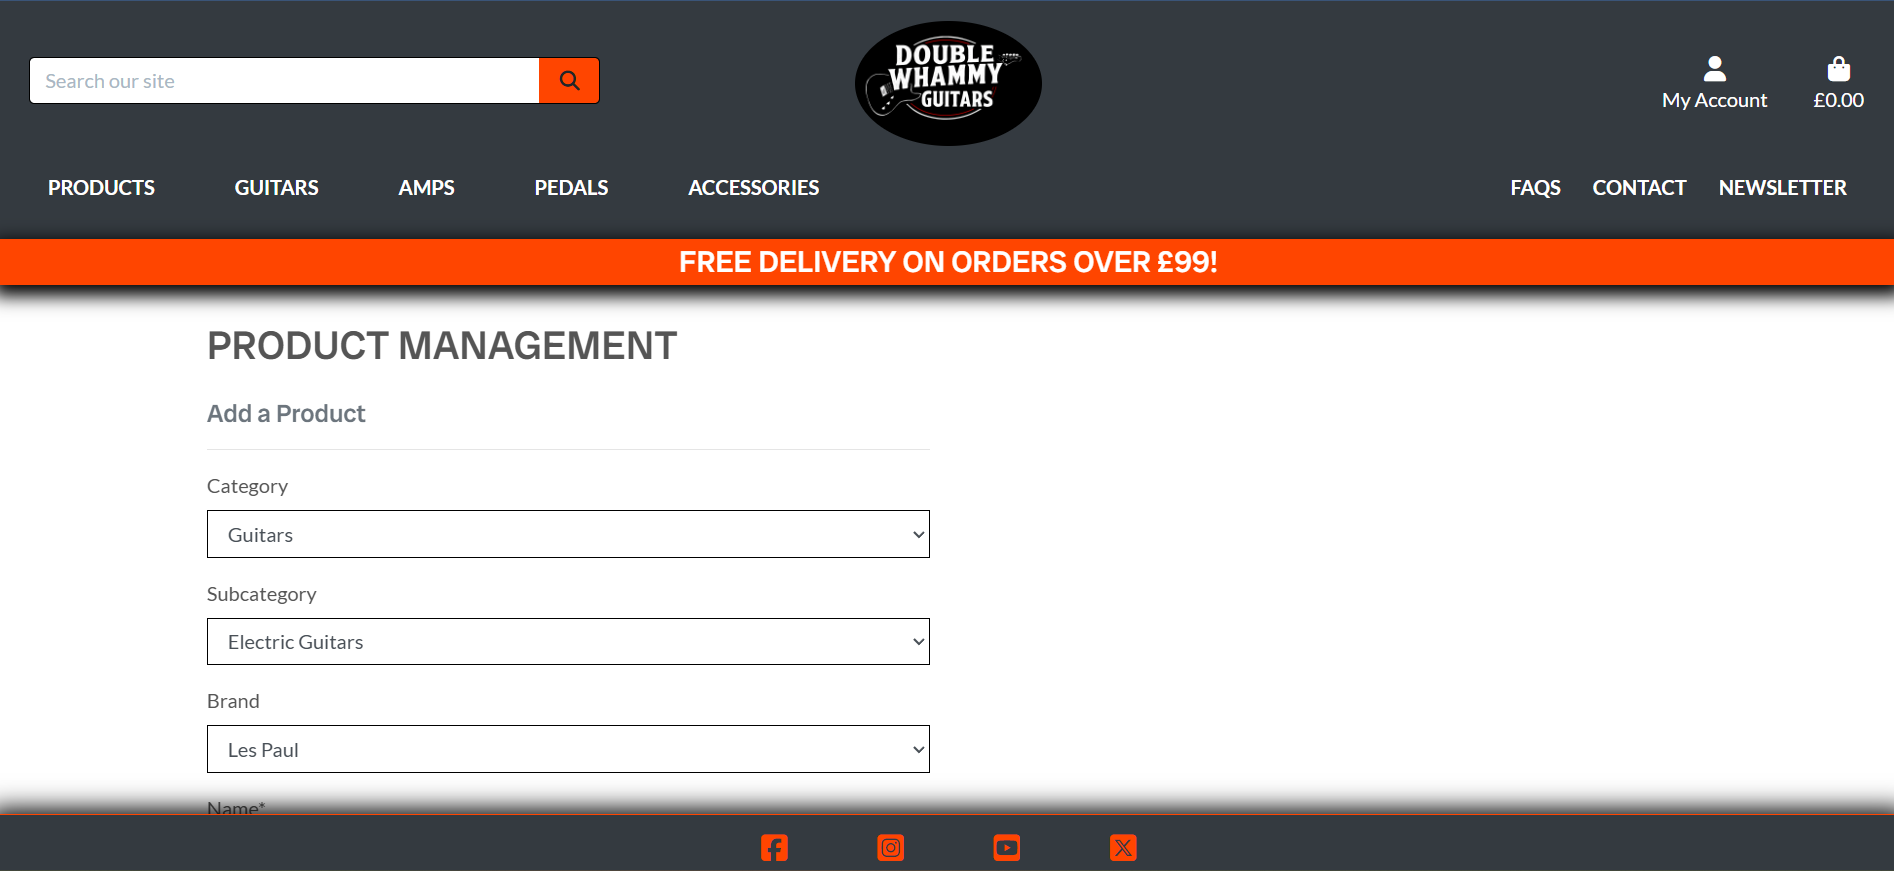 Search our site
DOUBLE
WHAMMY
GUITARS
My Account
£0.00
PRODUCTS
GUITARS
AMPS
PEDALS
ACCESSORIES
FAQS
CONTACT
NEWSLETTER
FREE DELIVERY ON ORDERS OVER £99!
PRODUCT MANAGEMENT
Add a Product
Category
Guitars
Subcategory
Electric Guitars
Brand
Les Paul
Name*